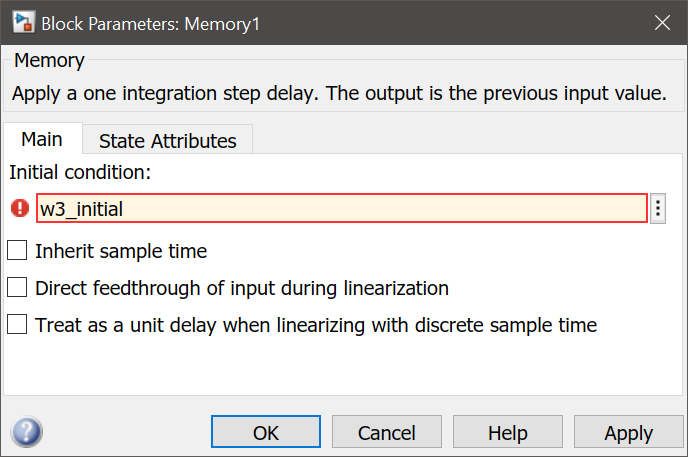 Block Parameters: Memory1
Memory
Apply a one integration step delay. The output is the previous input value.
Main State Attributes
Initial condition:
w3_initial
Inherit sample time
Direct feedthrough of input during linearization
Treat as a unit delay when linearizing with discrete sample time
OK Cancel Help Apply